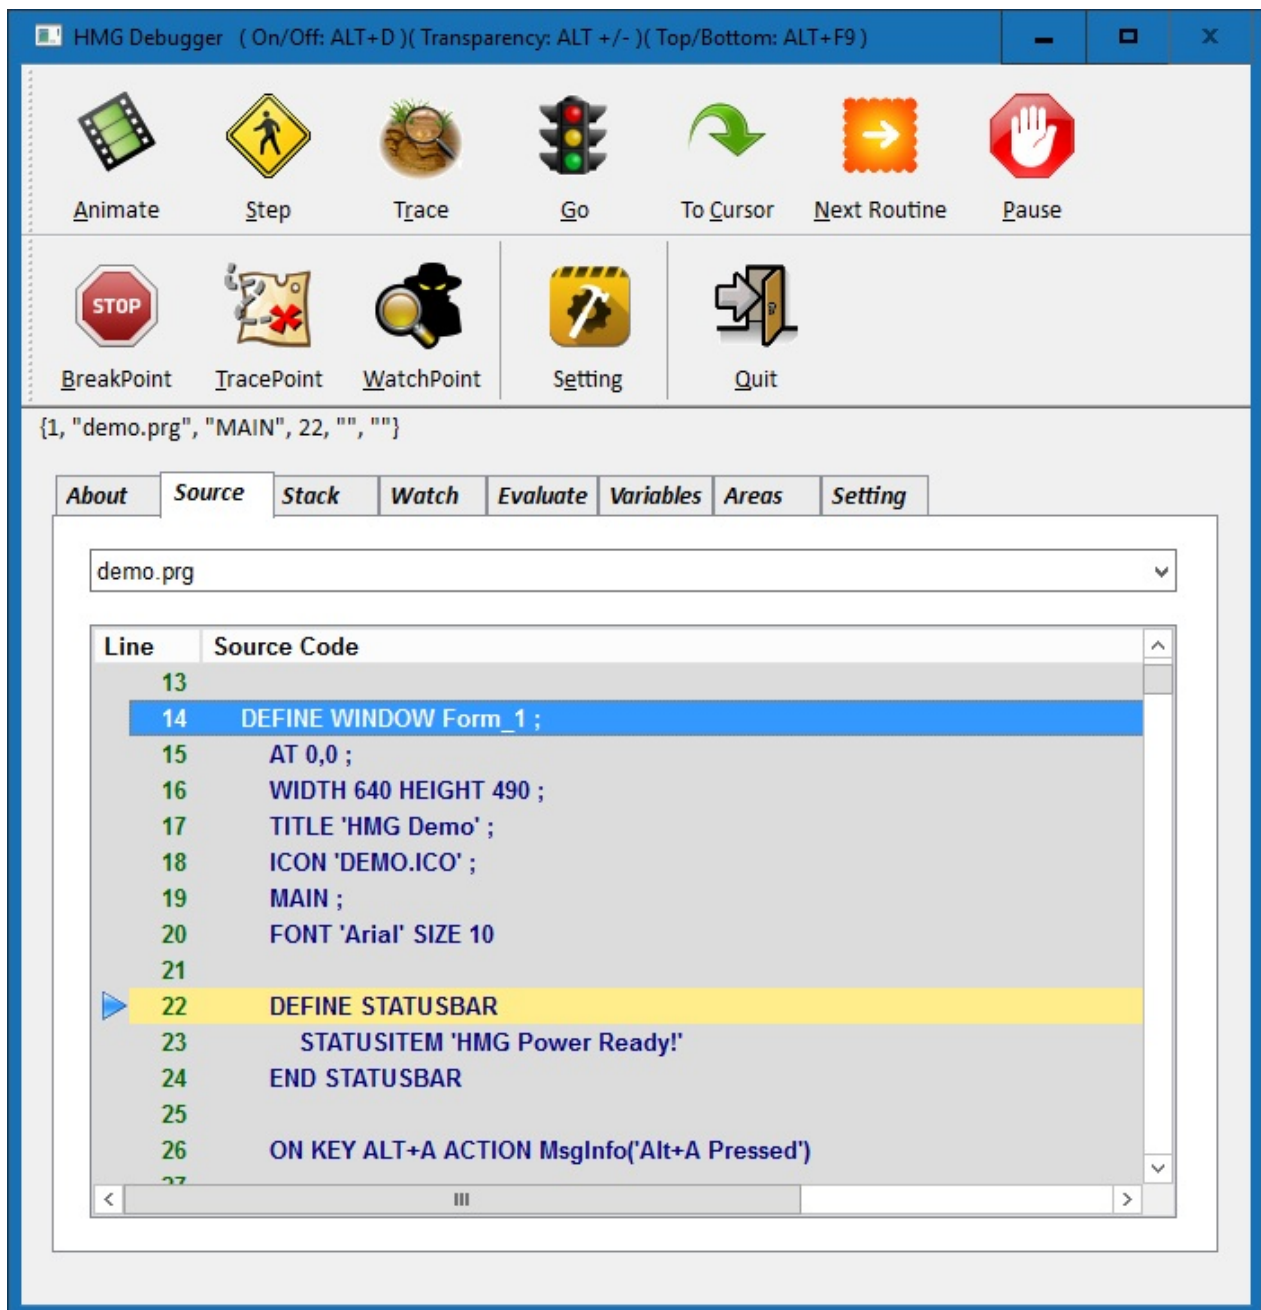 HMG Debugger ( On/Off: ALT+D )( Transparency: ALT +/- )( Top/Bottom: ALT+F9 )
Animate Step Trace Go To Cursor Next Routine Pause
STOP
BreakPoint TracePoint WatchPoint Setting Quit
{1, "demo.prg", "MAIN", 22, "", ""}
About Source Stack Watch Evaluate Variables Areas Setting
demo.prg
Line Source Code
13
14 DEFINE WINDOW Form_1 ;
15 AT 0,0 ;
16 WIDTH 640 HEIGHT 490 ;
17 TITLE 'HMG Demo' ;
18 ICON 'DEMO.ICO' ;
19 MAIN ;
20 FONT 'Arial' SIZE 10
21
22 DEFINE STATUSBAR
23 STATUSITEM 'HMG Power Ready!'
24 END STATUSBAR
25
26 ON KEY ALT+A ACTION MsgInfo('Alt+A Pressed')
27